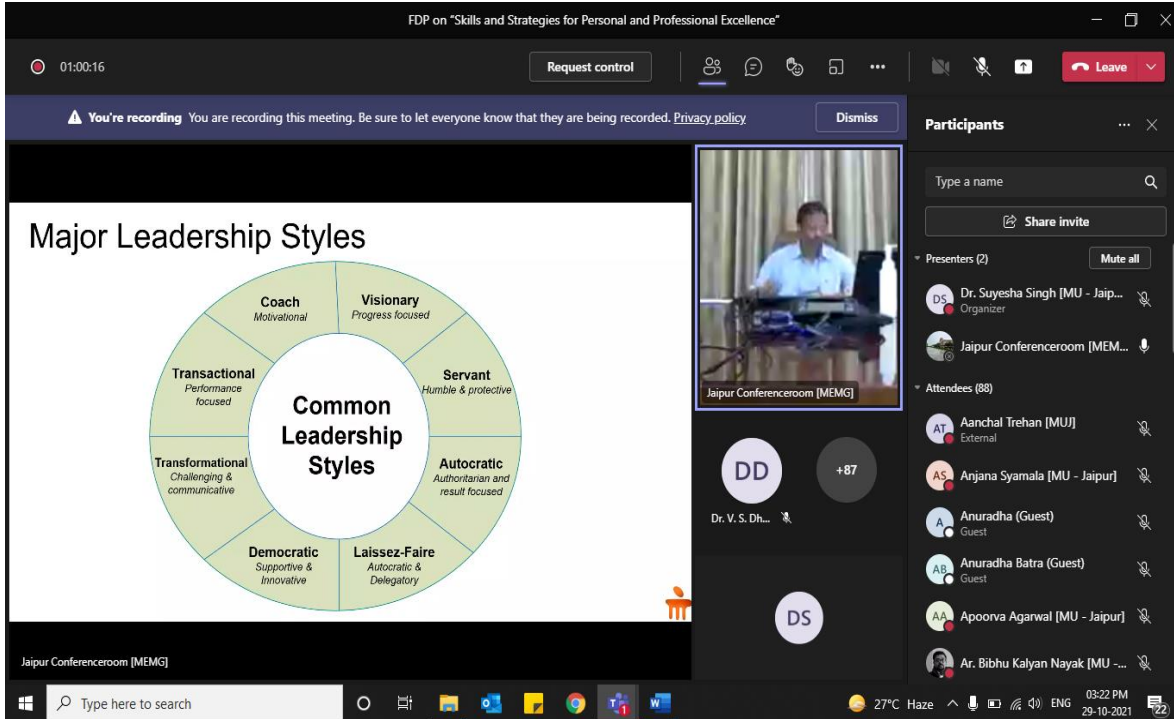 FDP on “Skills and Strategies for Personal and Professional Excellence”
01:00:16
Request control
Leave
You're recording You are recording this meeting. Be sure to let everyone know that they are being recorded. Privacy policy
Dismiss
Major Leadership Styles
Coach
Motivational
Visionary
Progress focused
Transactional
Performance
focused
Servant
Humble & protective
Common
Leadership
Styles
Transformational
Challenging &
communicative
Autocratic
Authoritarian and
result focused
Democratic
Supportive &
Innovative
Laissez-Faire
Autocratic &
Delegatory
Jaipur Conferenceroom [MEMG]
Jaipur Conferenceroom [MEMG]
DD
+87
Dr. V. S. Dh...
DS
Participants
Type a name
Share invite
Presenters (2)
Mute all
DS
Dr. Suyesha Singh [MU - Jaip...
Organizer
Jaipur Conferenceroom [MEM...
Attendees (88)
AT
Aanchal Trehan [MUJ]
External
AS
Anjana Syamala [MU - Jaipur]
A
Anuradha (Guest)
Guest
AB
Anuradha Batra (Guest)
Guest
AA
Apoorva Agarwal [MU - Jaipur]
Ar. Bibhu Kalyan Nayak [MU -...
Type here to search
1
27°C Haze
ENG
03:22 PM
29-10-2021
22